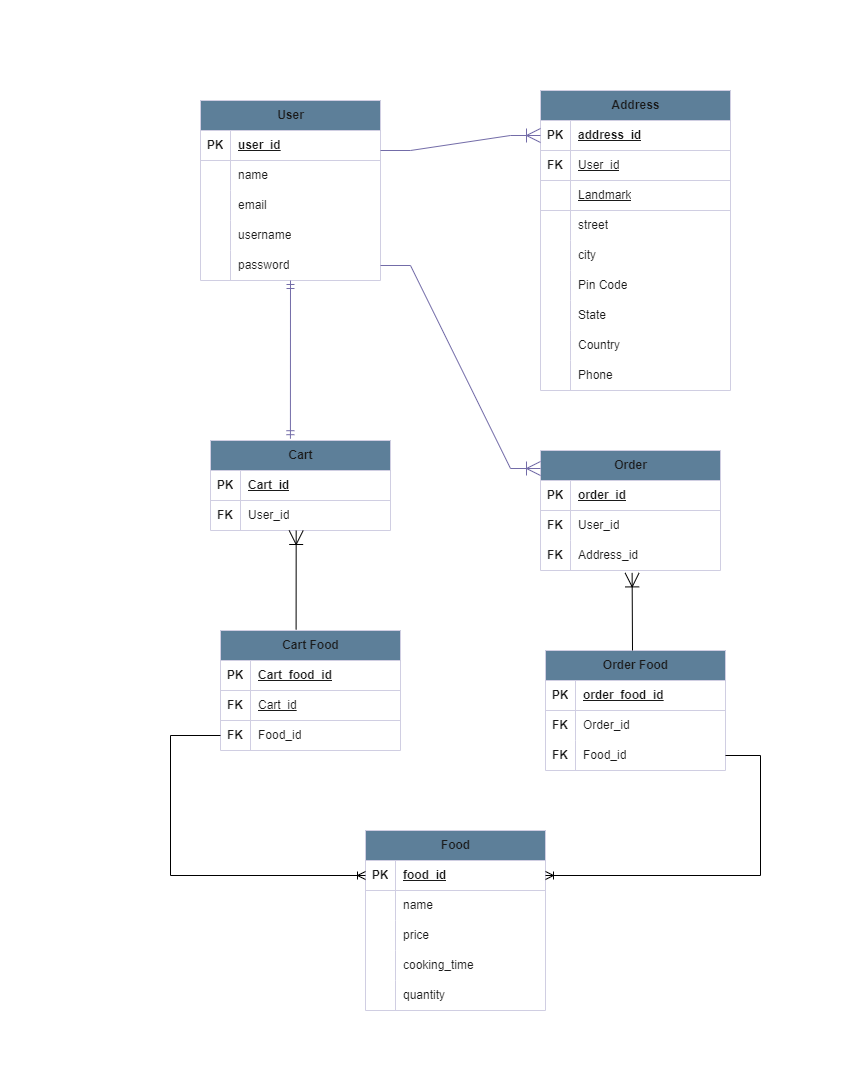 User
PK user_id
name
email
username
password
Address
PK address_id
FK User_id
Landmark
street
city
Pin Code
State
Country
Phone
Cart
PK Cart_id
FK User_id
Order
PK order_id
FK User_id
FK Address_id
Cart Food
PK Cart_food_id
FK Cart_id
FK Food_id
Order Food
PK order_food_id
FK Order_id
FK Food_id
Food
PK food_id
name
price
cooking_time
quantity